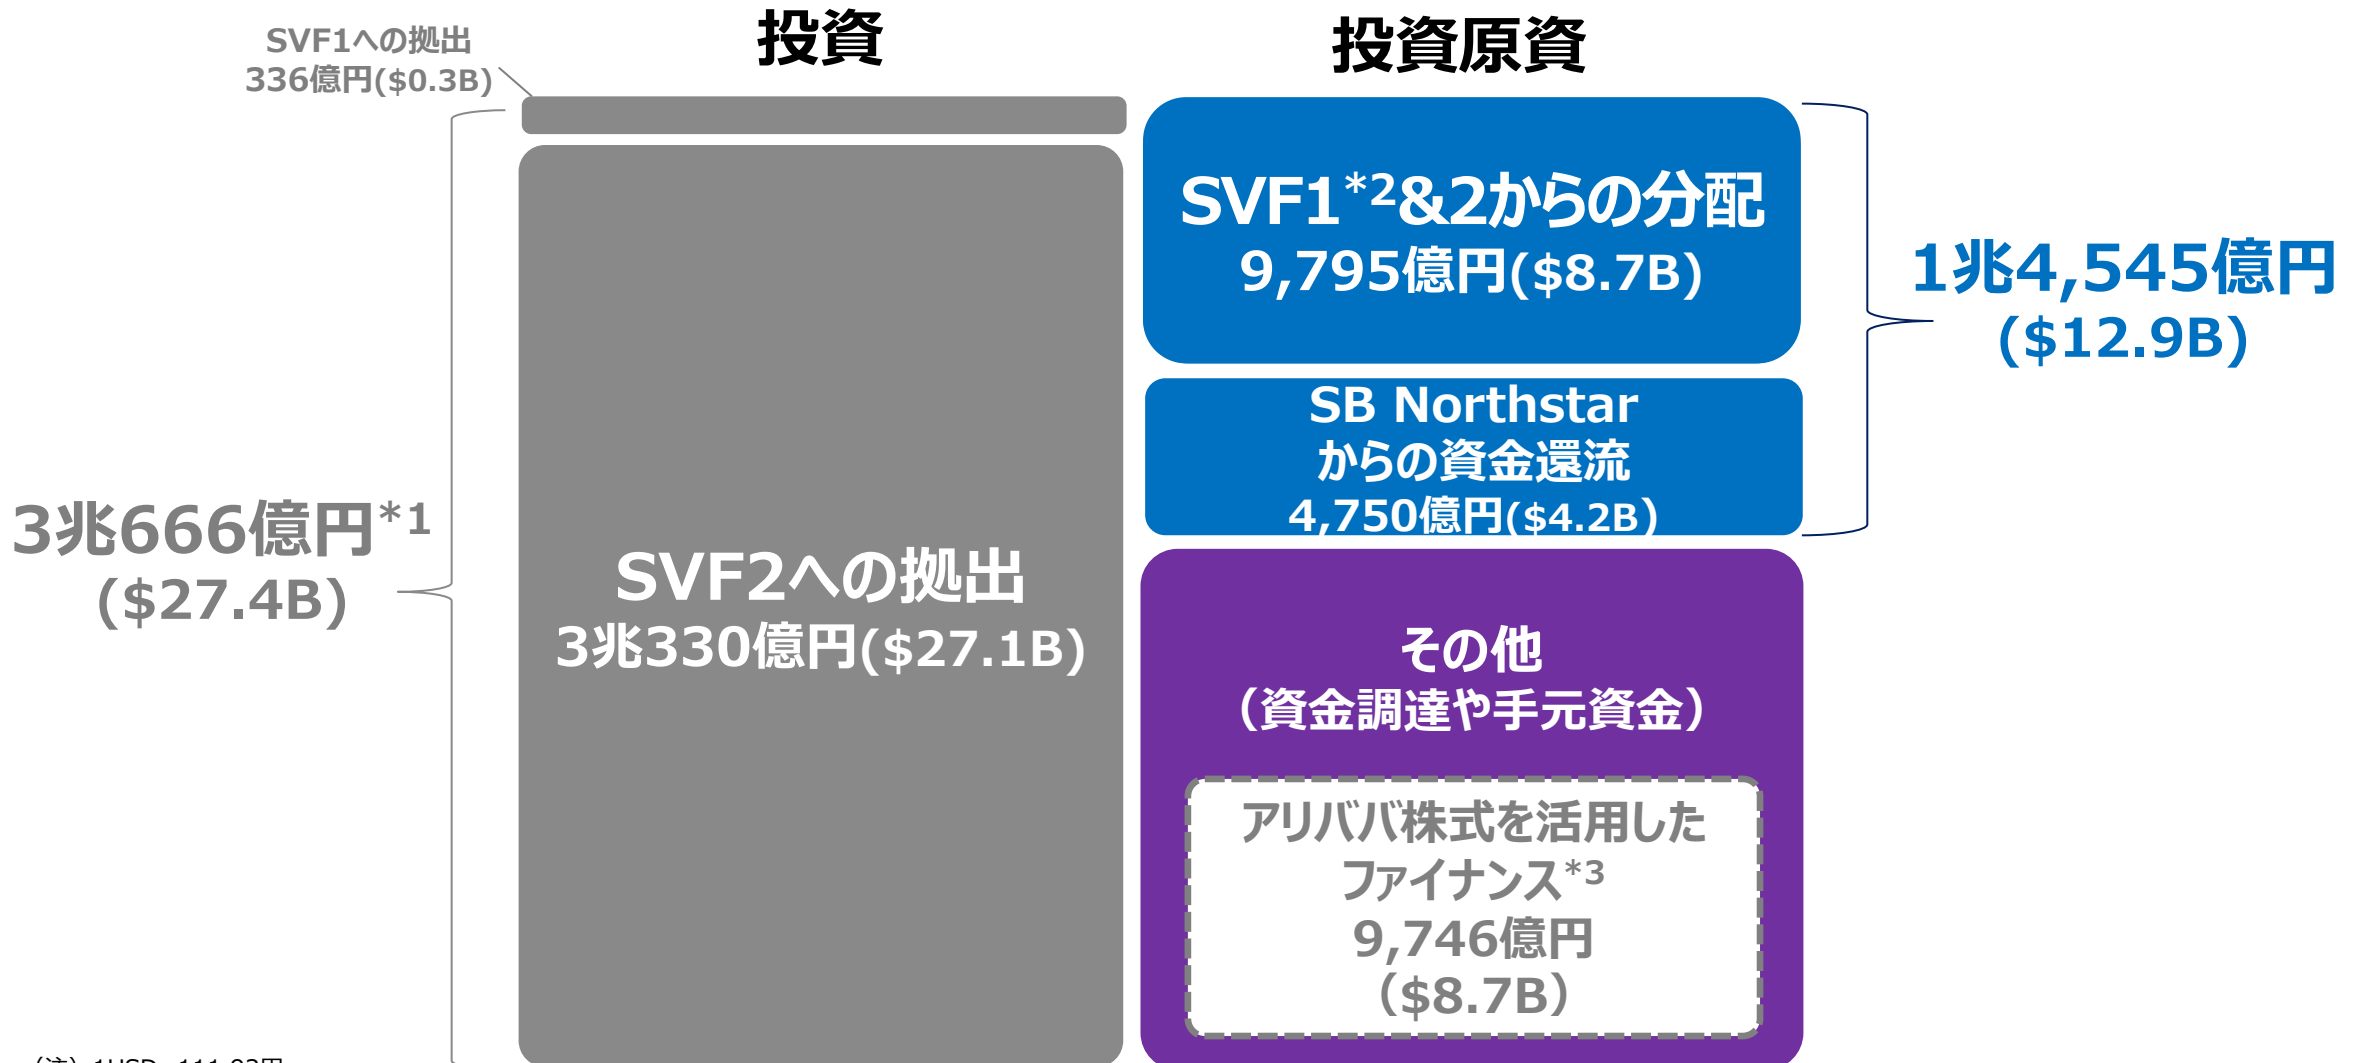 投資
投資原資
SVF1への拠出
336億円($0.3B)
SVF1*2&2からの分配
9,795億円($8.7B)
1兆4,545億円
($12.9B)
SB Northstar
からの資金還流
4,750億円($4.2B)
3兆666億円*1
($27.4B)
SVF2への拠出
3兆330億円($27.1B)
その他
（資金調達や手元資金）
アリババ株式を活用した
ファイナンス*3
9,746億円
（$8.7B）